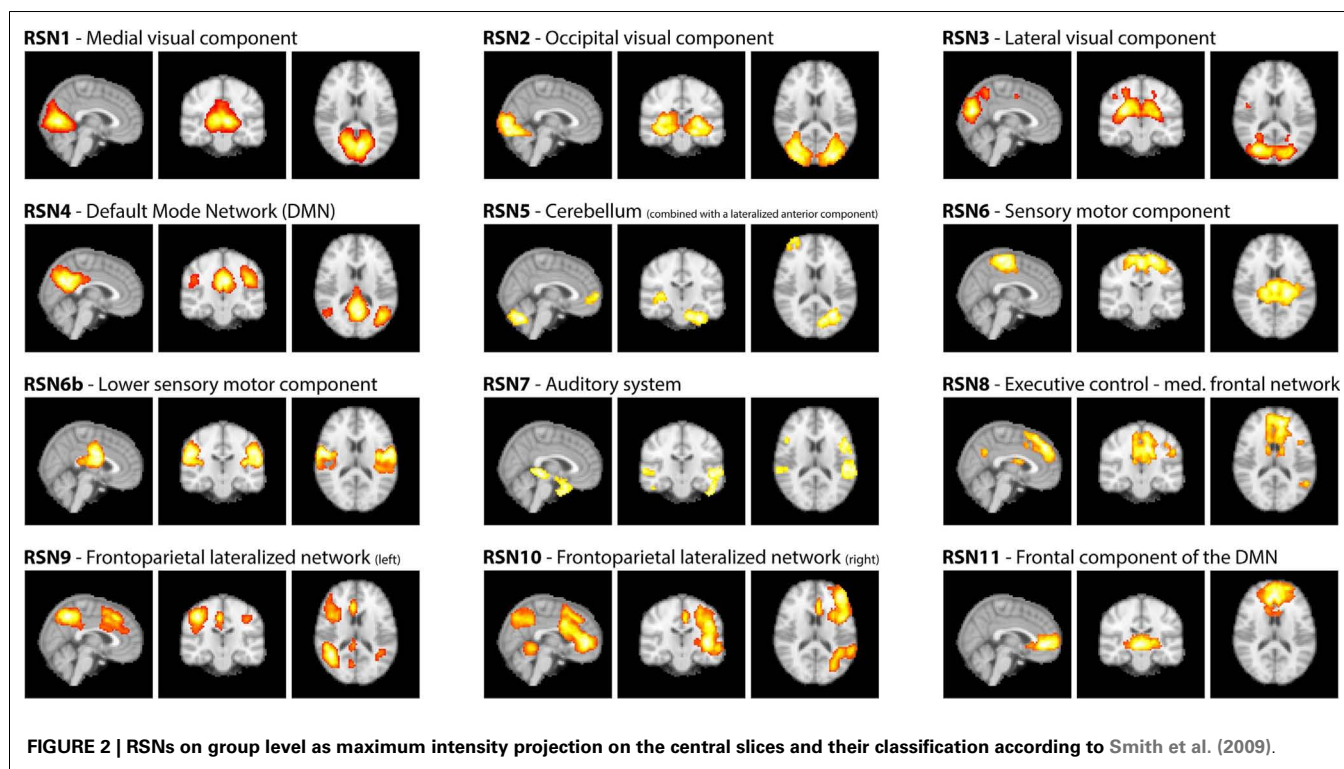 RSN1 - Medial visual component
RSN2 - Occipital visual component
RSN3 - Lateral visual component
RSN4 - Default Mode Network (DMN)
RSN5 - Cerebellum (combined with a lateralized anterior component)
RSN6 - Sensory motor component
RSN6b - Lower sensory motor component
RSN7 - Auditory system
RSN8 - Executive control - med. frontal network
RSN9 - Frontoparietal lateralized network (left)
RSN10 - Frontoparietal lateralized network (right)
RSN11 - Frontal component of the DMN
FIGURE 2 | RSNs on group level as maximum intensity projection on the central slices and their classification according to Smith et al. (2009).